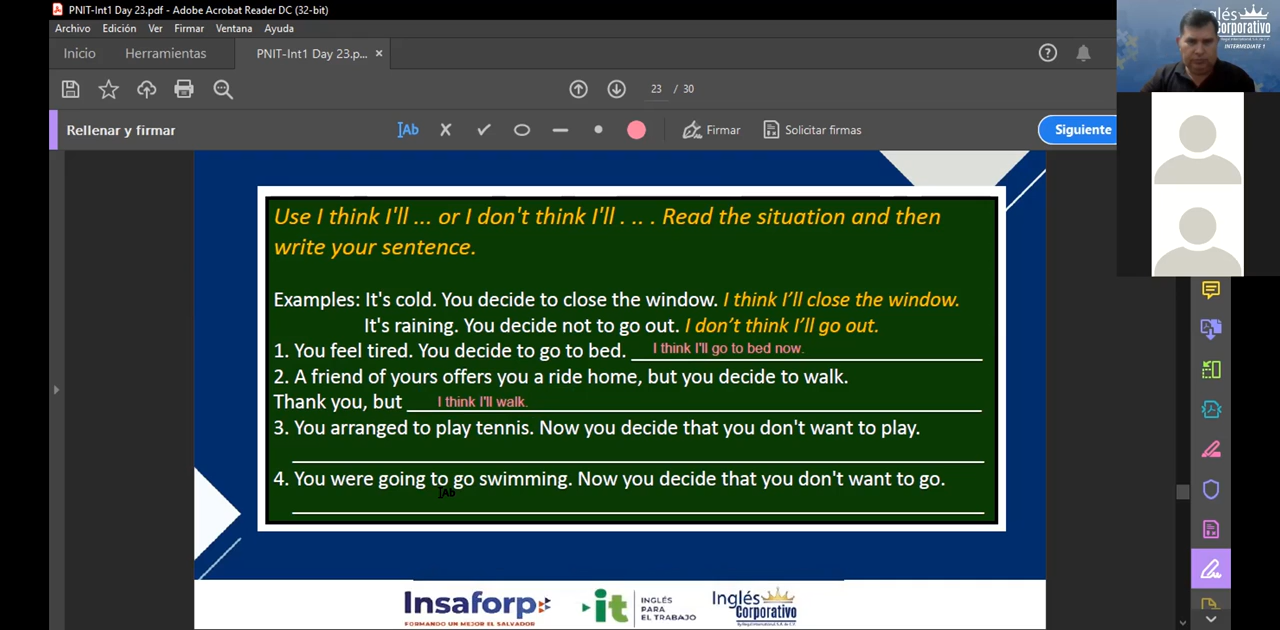 PNIT-Int1 Day 23.pdf - Adobe Acrobat Reader DC (32-bit)
Archivo Edición Ver Firmar Ventana Ayuda
Inicio Herramientas PNIT-Int1 Day 23.p... ×
23 / 30
Rellenar y firmar
Ab
Firmar
Solicitar firmas
Siguiente
Inglés
Corporativo
INTERMEDIATE 1
Use I think I'll ... or I don't think I'll . .. . Read the situation and then
write your sentence.
Examples: It's cold. You decide to close the window. I think I'll close the window.
It's raining. You decide not to go out. I don't think I'll go out.
1. You feel tired. You decide to go to bed. I think I'll go to bed now.
2. A friend of yours offers you a ride home, but you decide to walk.
Thank you, but I think I'll walk.
3. You arranged to play tennis. Now you decide that you don't want to play.
4. You were going to go swimming. Now you decide that you don't want to go.
Insaforp
FORMANDO UN MEJOR EL SALVADOR
it
INGLÉS
PARA
EL TRABAJO
Inglés
Corporativo